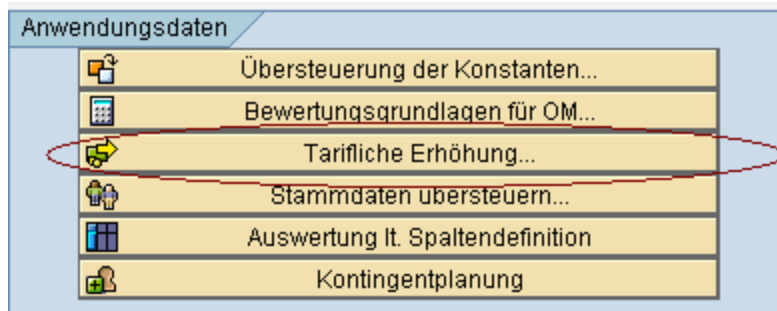 Anwendungsdaten
Übersteuerung der Konstanten...
Bewertungsgrundlagen für OM...
Tarifliche Erhöhung...
Stammdaten übersteuern...
Auswertung lt. Spaltendefinition
Kontingentplanung